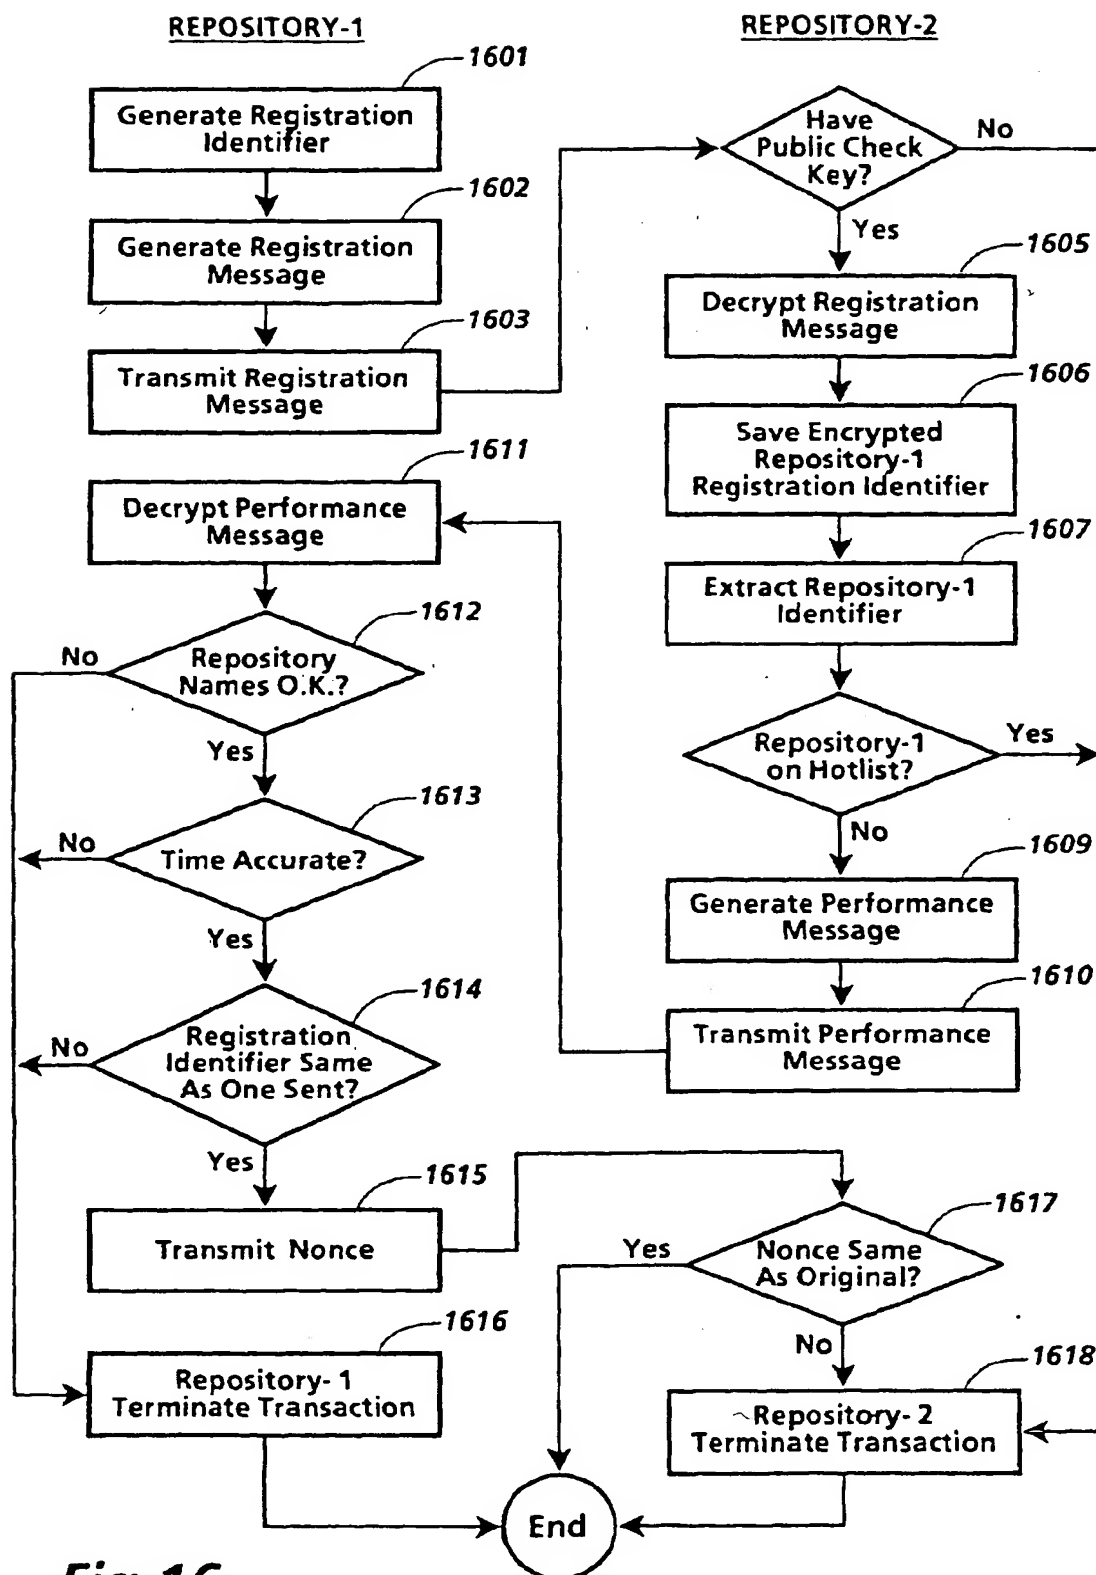 REPOSITORY-1
1601
Generate Registration
Identifier
1602
Generate Registration
Message
1603
Transmit Registration
Message
1611
Decrypt Performance
Message
1612
Repository
Names O.K.?
No
Yes
1613
Time Accurate?
No
Yes
1614
Registration
Identifier Same
As One Sent?
No
Yes
1615
Transmit Nonce
1616
Repository- 1
Terminate Transaction
REPOSITORY-2
Have
Public Check
Key?
No
Yes
1605
Decrypt Registration
Message
1606
Save Encrypted
Repository-1
Registration Identifier
1607
Extract Repository-1
Identifier
Repository-1
on Hotlist?
Yes
No
1609
Generate Performance
Message
1610
Transmit Performance
Message
1617
Nonce Same
As Original?
Yes
No
1618
Repository- 2
Terminate Transaction
End
Fig.16